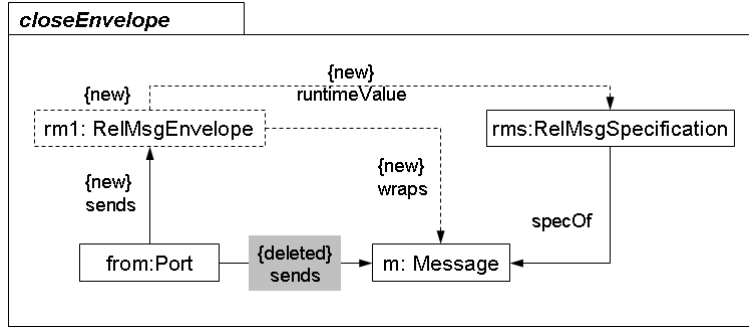 closeEnvelope
{new}
runtimeValue
{new}
rm1: RelMsgEnvelope
rms:RelMsgSpecification
{new}
wraps
{new}
sends
specOf
from:Port
{deleted}
sends
m: Message